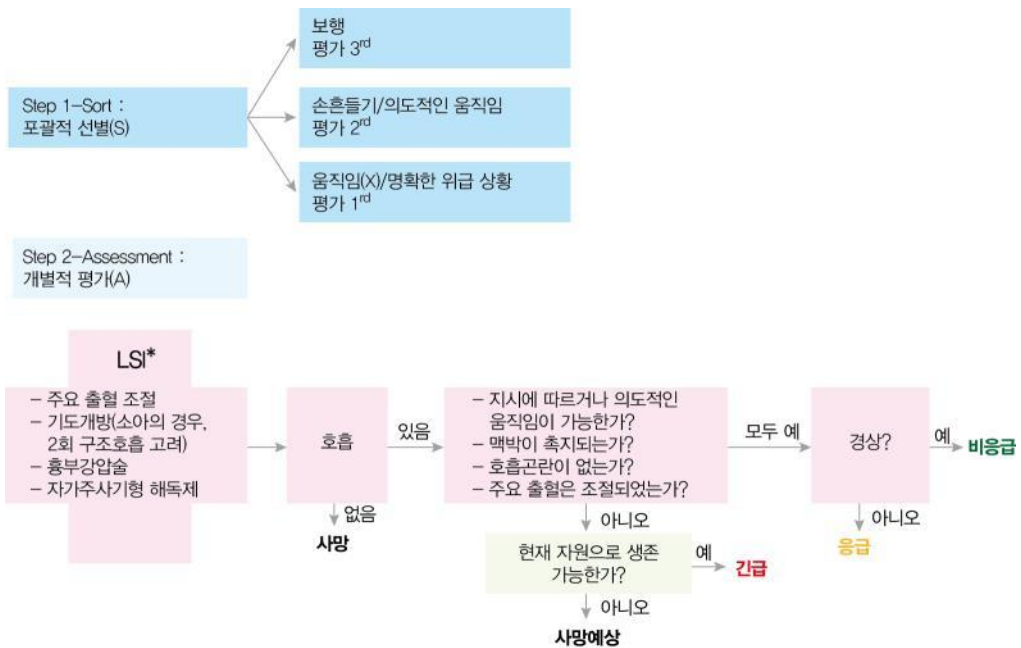 보행
평가 3rd
Step 1-Sort :
포괄적 선별(S)
손흔들기/의도적인 움직임
평가 2rd
움직임(X)/명확한 위급 상황
평가 1rd
Step 2-Assessment :
개별적 평가(A)
LSI*
- 주요 출혈 조절
- 기도개방(소아의 경우,
2회 구조호흡 고려)
- 흉부강압술
- 자가주사기형 해독제
호흡
있음
없음
사망
- 지시에 따르거나 의도적인
움직임이 가능한가?
- 맥박이 촉지되는가?
- 호흡곤란이 없는가?
- 주요 출혈은 조절되었는가?
모두 예
경상?
예
비응급
아니오
응급
아니오
현재 자원으로 생존
가능한가?
예
긴급
아니오
사망예상